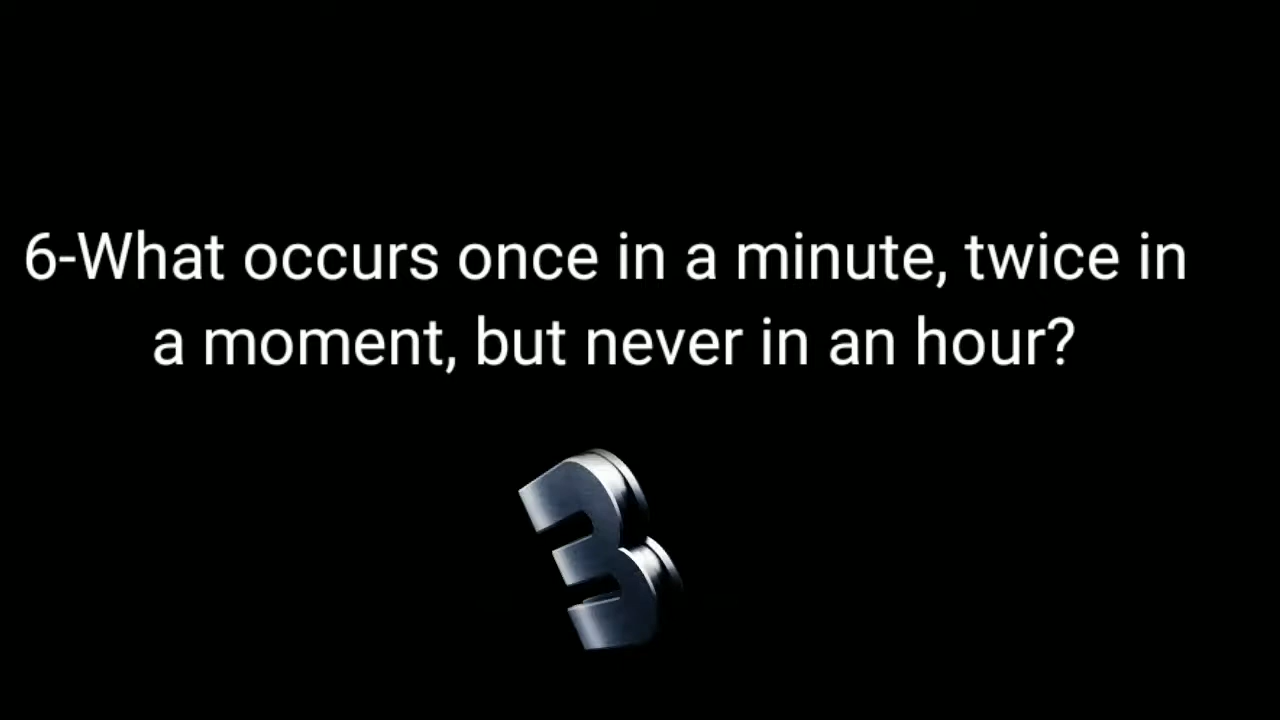 6-What occurs once in a minute, twice in
a moment, but never in an hour?
3